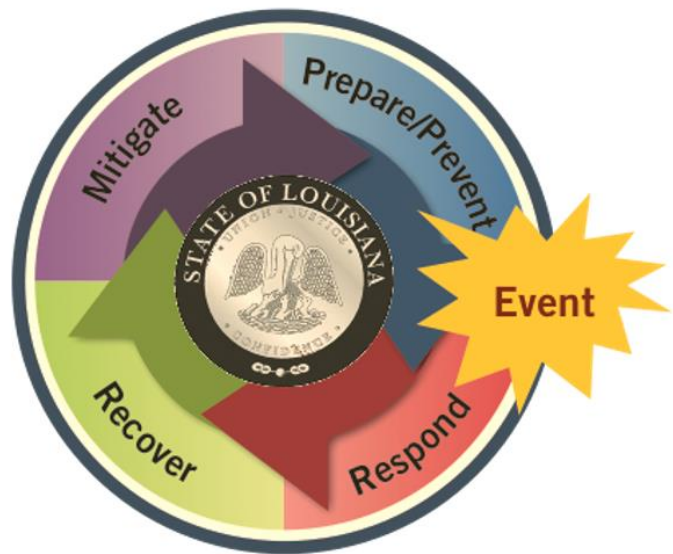 Mitigate
Prepare/Prevent
Event
Respond
Recover
STATE OF LOUISIANA
UNION · JUSTICE
CONFIDENCE